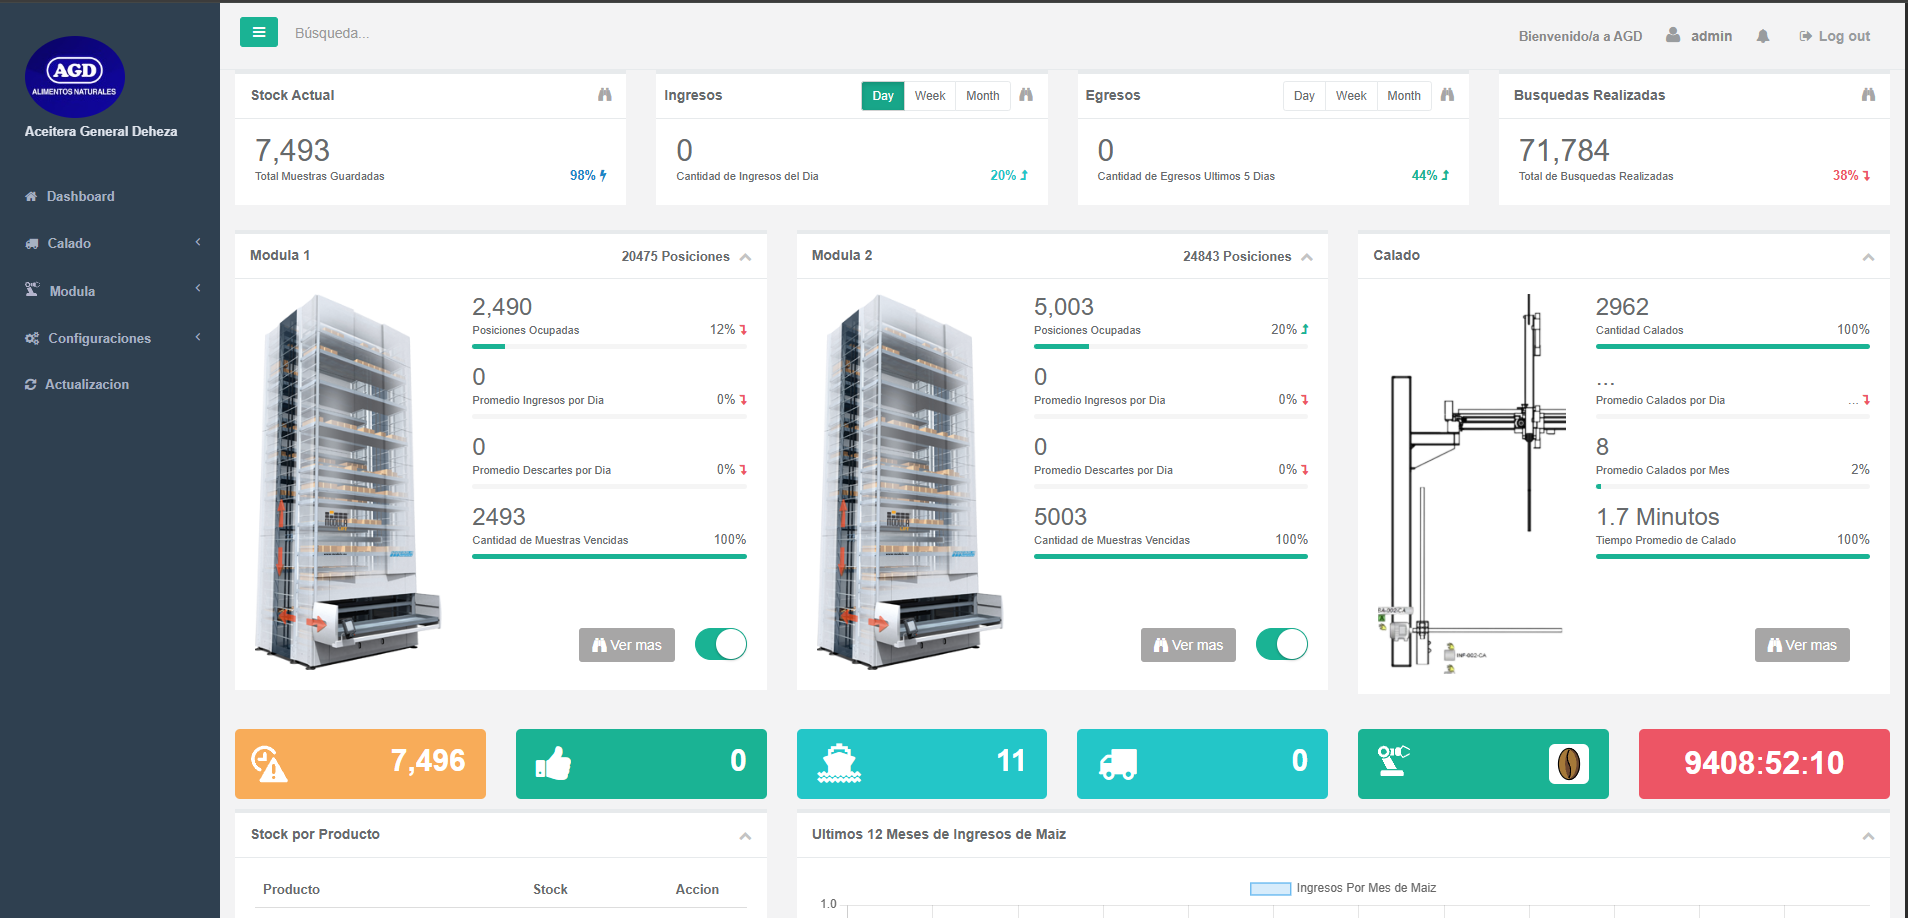 AGD
ALIMENTOS NATURALES
Aceitera General Deheza
Dashboard
Calado
Modula
Configuraciones
Actualizacion
Búsqueda...
Bienvenido/a a AGD
admin
Log out
Stock Actual
7,493
Total Muestras Guardadas
98%
Ingresos
Day Week Month
0
Cantidad de Ingresos del Dia
20%
Egresos
Day Week Month
0
Cantidad de Egresos Ultimos 5 Dias
44%
Busquedas Realizadas
71,784
Total de Busquedas Realizadas
38%
Modula 1
20475 Posiciones
2,490
Posiciones Ocupadas
12%
0
Promedio Ingresos por Dia
0%
0
Promedio Descartes por Dia
0%
2493
Cantidad de Muestras Vencidas
100%
MODULA
Ver mas
Modula 2
24843 Posiciones
5,003
Posiciones Ocupadas
20%
0
Promedio Ingresos por Dia
0%
0
Promedio Descartes por Dia
0%
5003
Cantidad de Muestras Vencidas
100%
MODULA
Ver mas
Calado
2962
Cantidad Calados
100%
...
Promedio Calados por Dia
...
8
Promedio Calados por Mes
2%
1.7 Minutos
Tiempo Promedio de Calado
100%
SA-002-CA
INF-002-CA
Ver mas
7,496
0
11
0
9408:52:10
Stock por Producto
Producto Stock Accion
Ultimos 12 Meses de Ingresos de Maiz
Ingresos Por Mes de Maiz
1.0